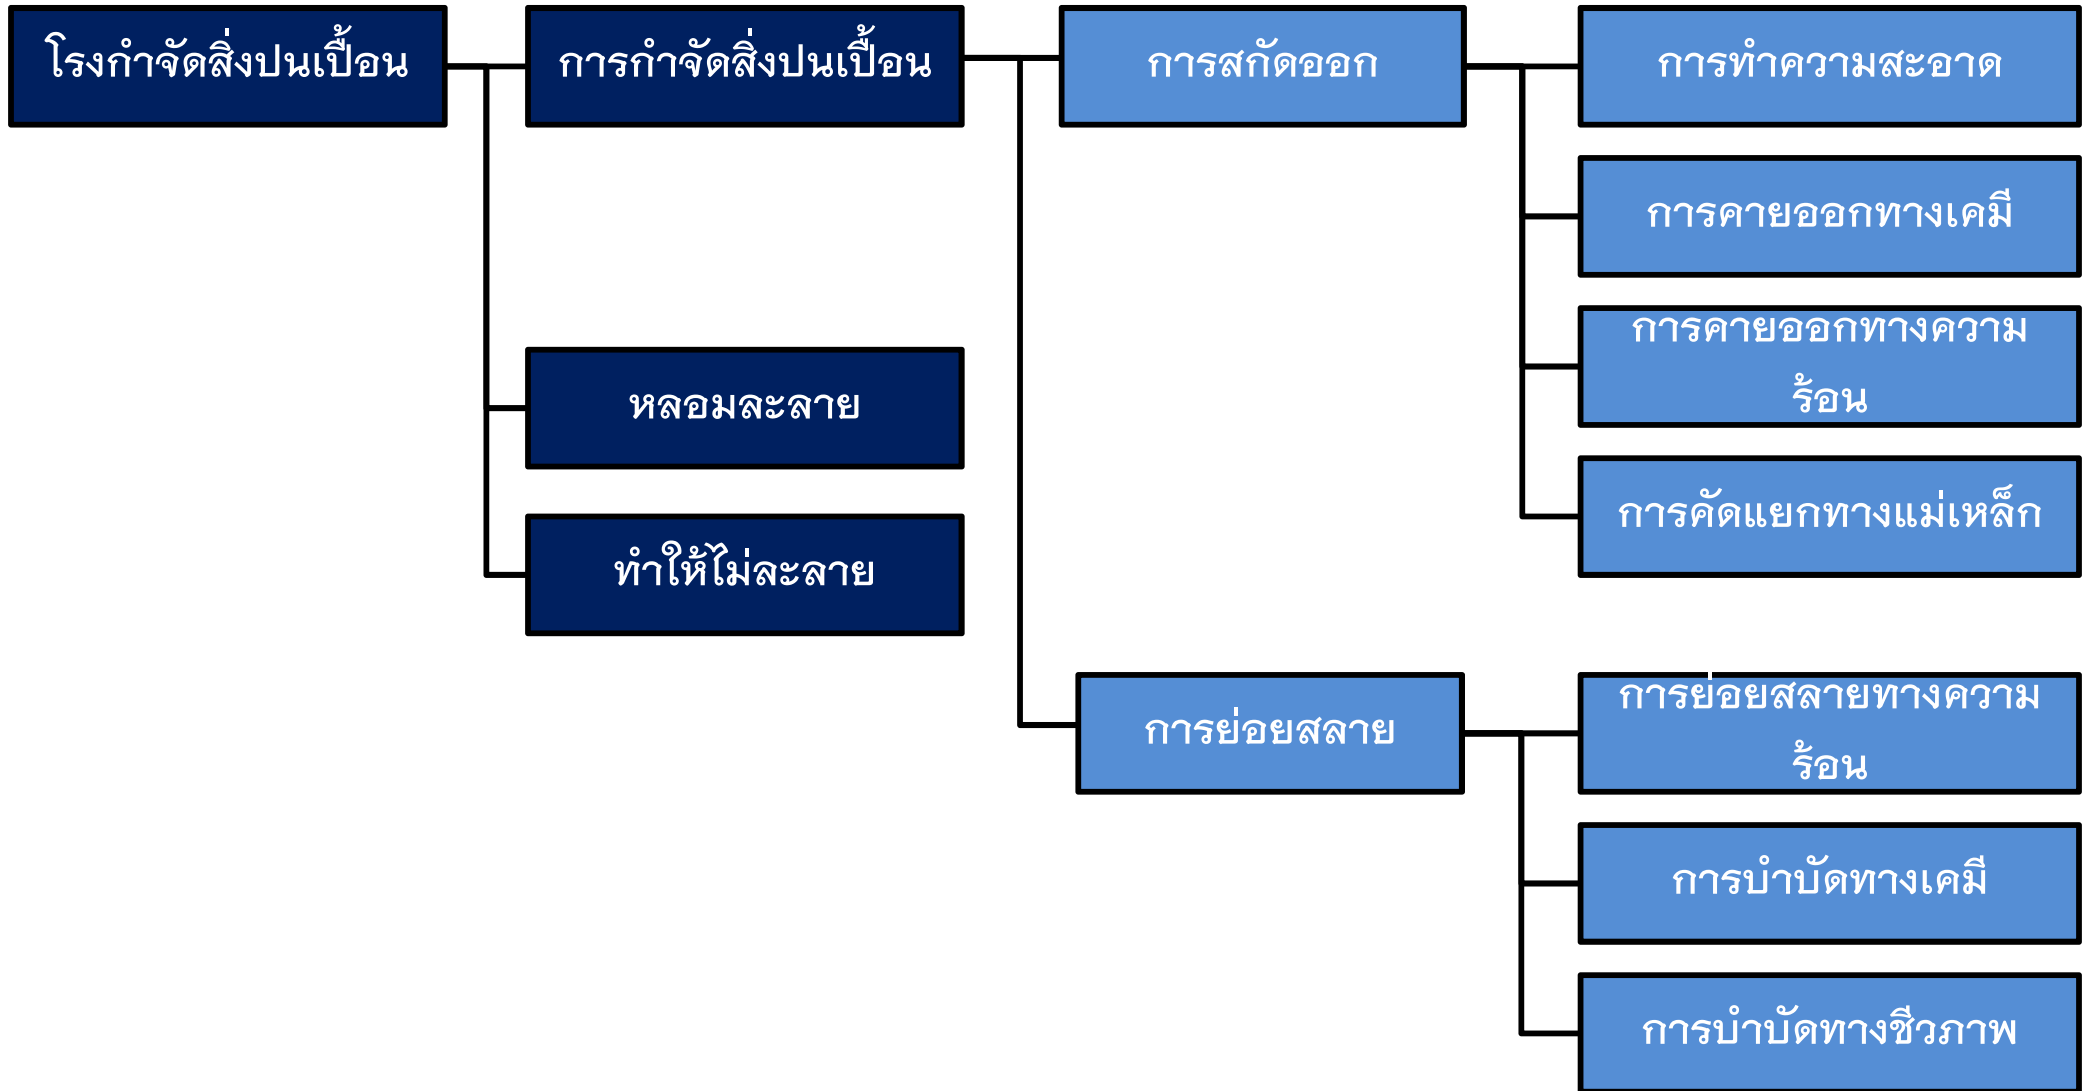 โรงกำจัดสิ่งปนเปื้อน
การกำจัดสิ่งปนเปื้อน
การสกัดออก
การทำความสะอาด
การคายออกทางเคมี
การคายออกทางความ
ร้อน
การคัดแยกทางแม่เหล็ก
หลอมละลาย
ทำให้ไม่ละลาย
การย่อยสลาย
การย่อยสลายทางความ
ร้อน
การบำบัดทางเคมี
การบำบัดทางชีวภาพ